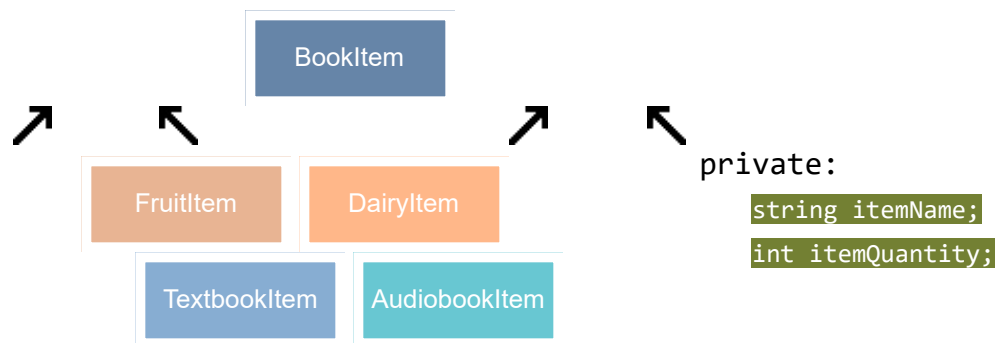 BookItem
private:
FruitItem
DairyItem
string itemName;
int itemQuantity;
TextbookItem
AudiobookItem